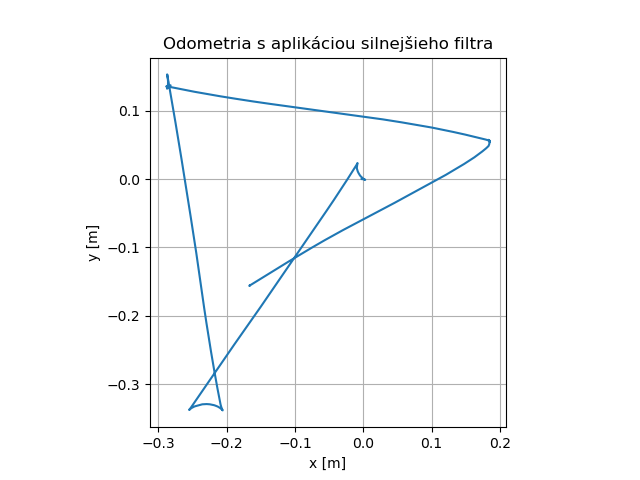 Odometria s aplikáciou silnejšieho filtra
0.1
0.0
−0.1
−0.2
−0.3
y [m]
−0.3 −0.2 −0.1 0.0 0.1 0.2
x [m]